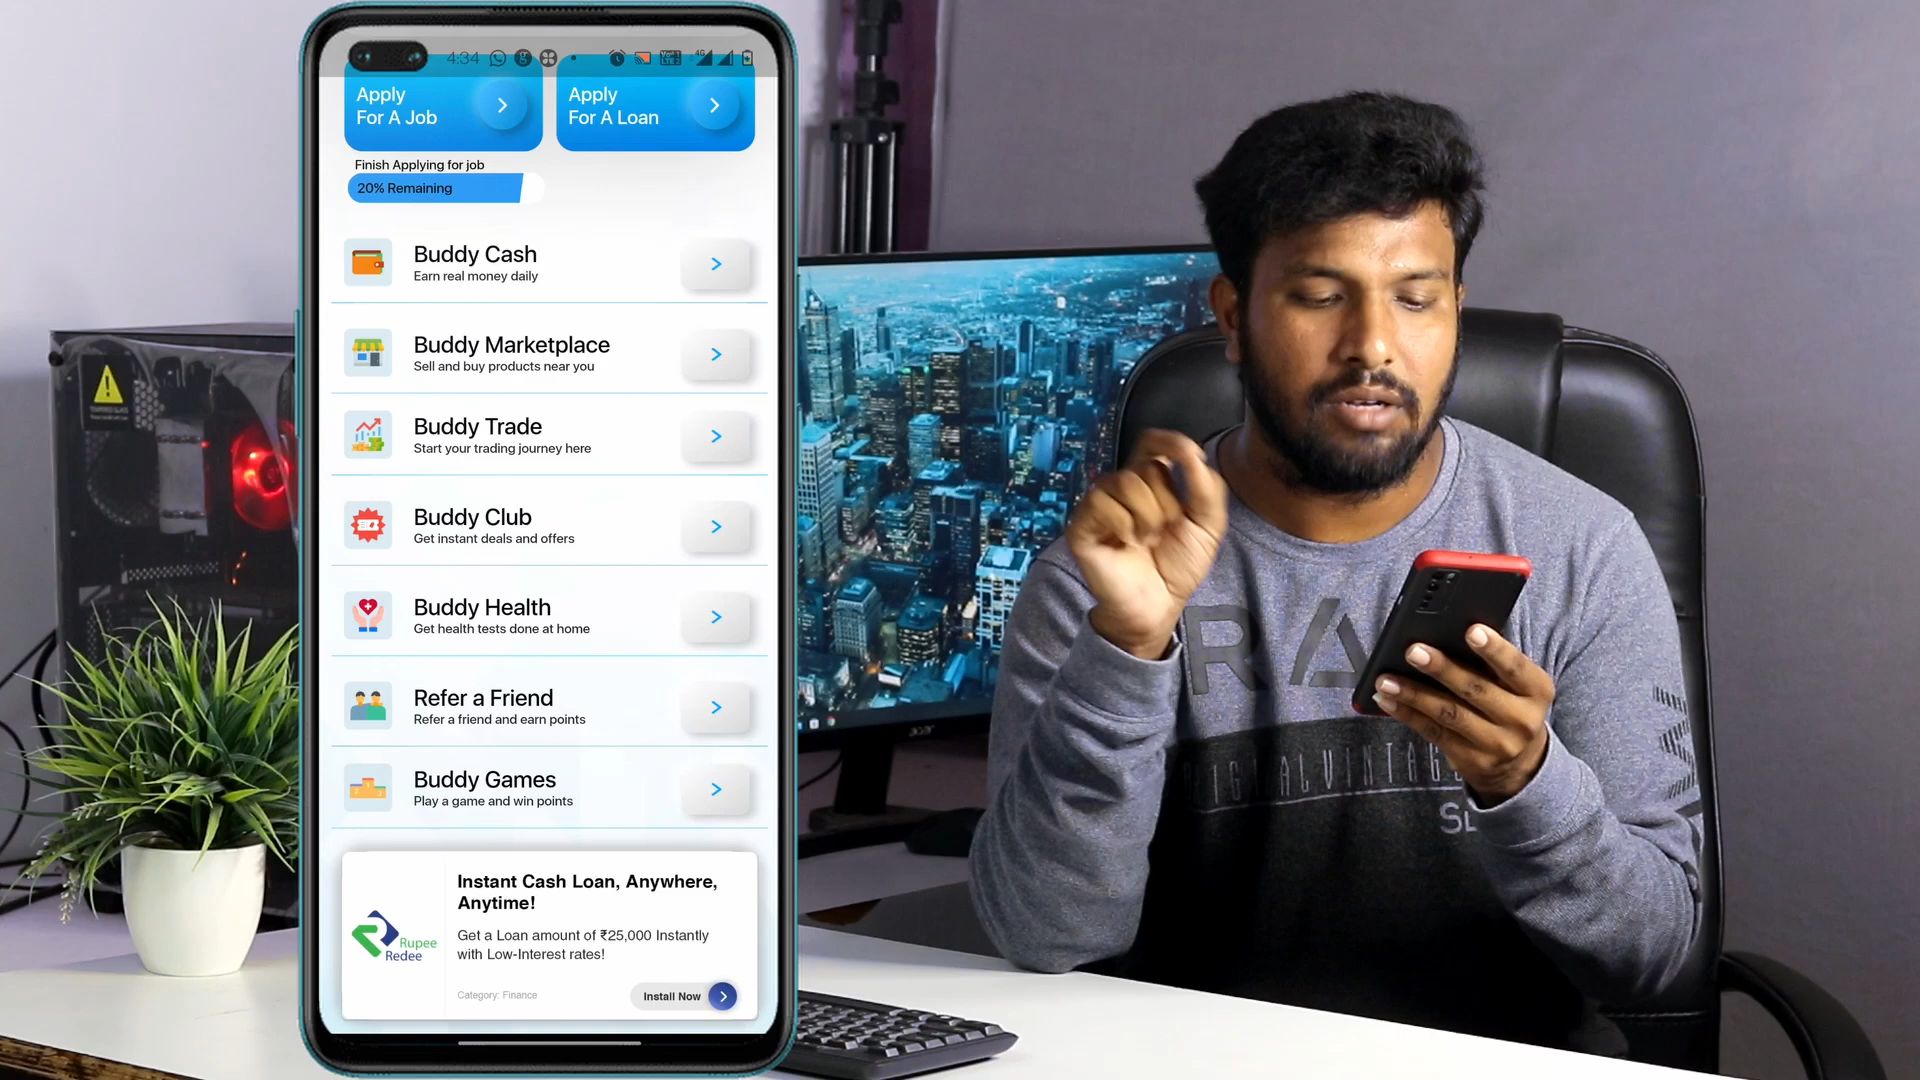 4:34
4G
Apply
For A Job
Apply
For A Loan
Finish Applying for job
20% Remaining
Buddy Cash
Earn real money daily
Buddy Marketplace
Sell and buy products near you
Buddy Trade
Start your trading journey here
Buddy Club
Get instant deals and offers
Buddy Health
Get health tests done at home
Refer a Friend
Refer a friend and earn points
Buddy Games
Play a game and win points
Instant Cash Loan, Anywhere,
Anytime!
Get a Loan amount of ₹25,000 Instantly
with Low-Interest rates!
Rupee
Redee
Category: Finance
Install Now
acer